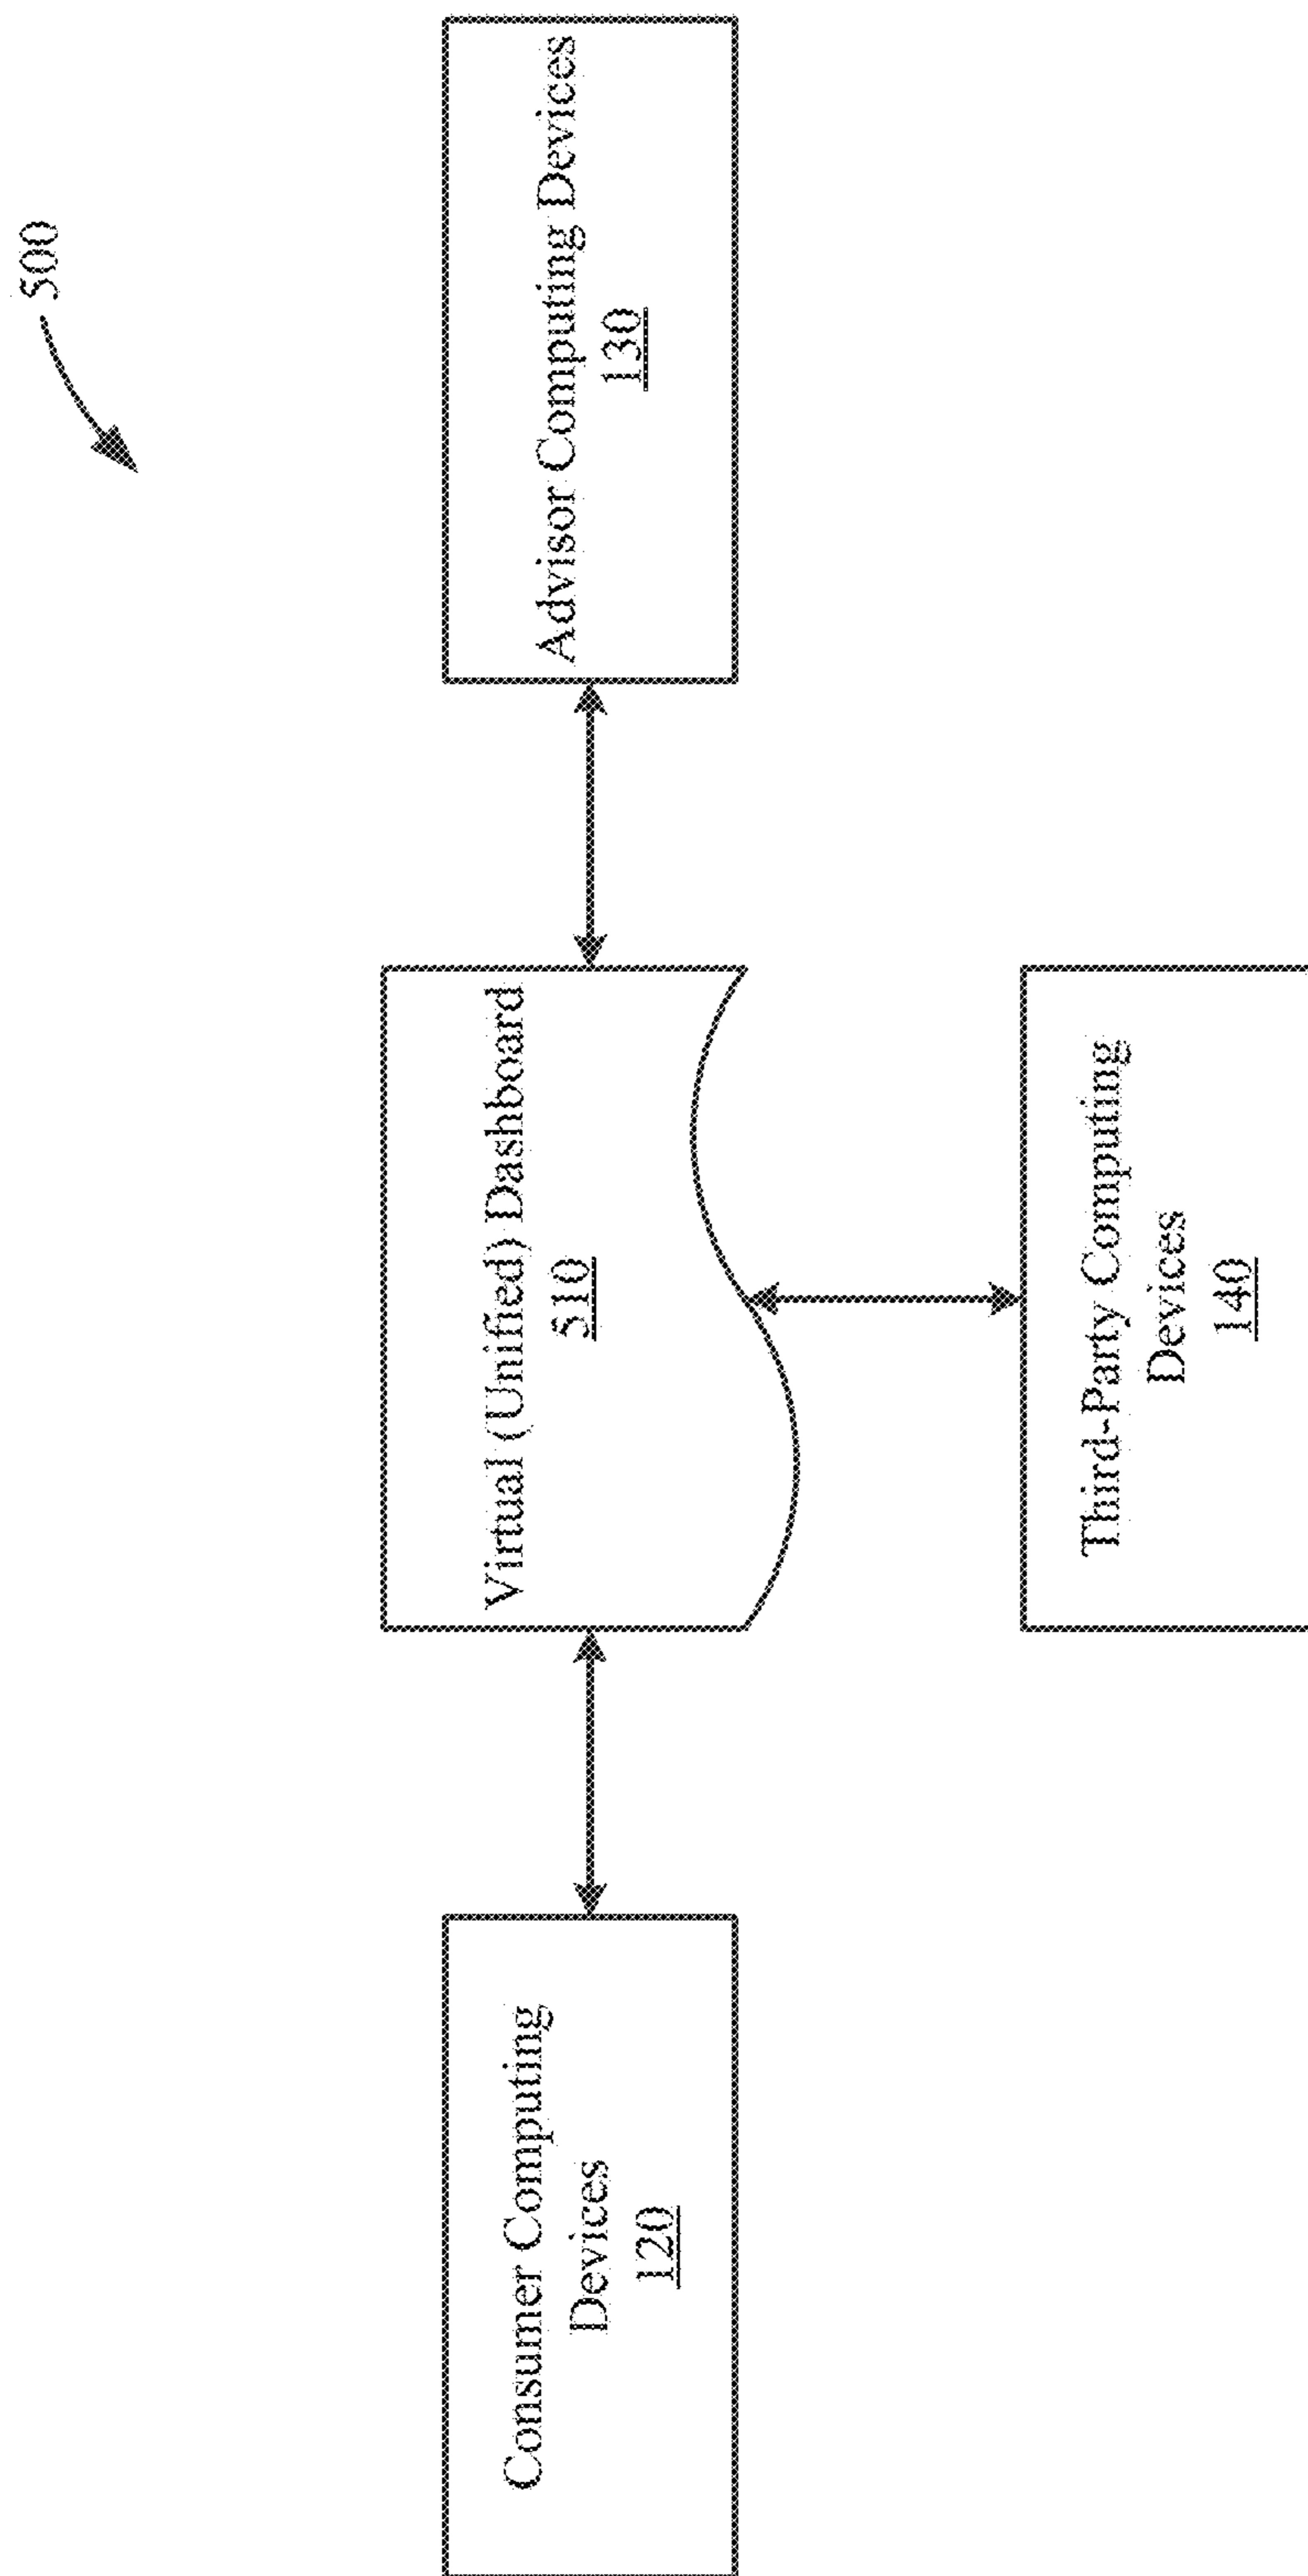 500
Consumer Computing
Devices
120
Virtual (Unified) Dashboard
510
Advisor Computing Devices
130
Third-Party Computing
Devices
140